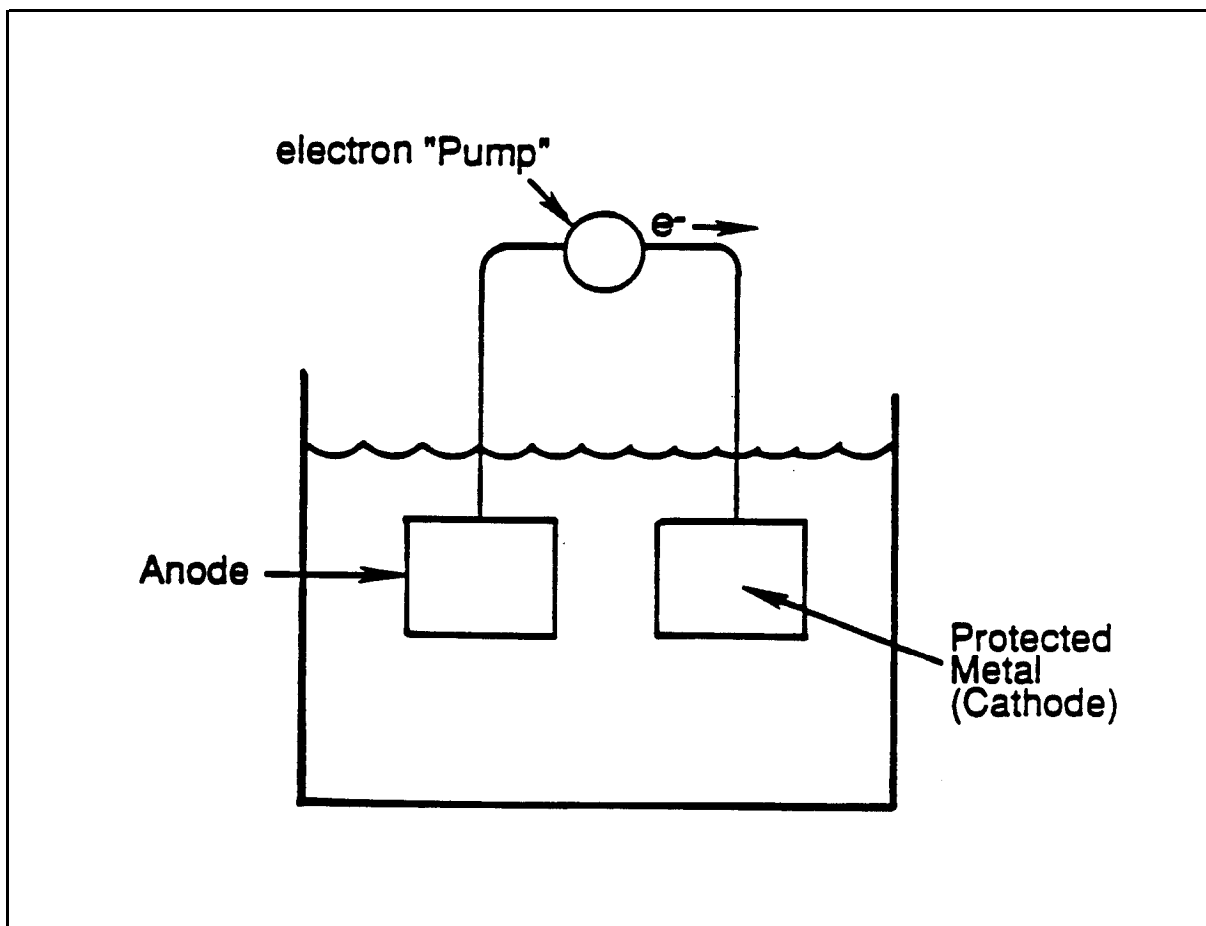 electron "Pump"
e-
Anode
Protected
Metal
(Cathode)